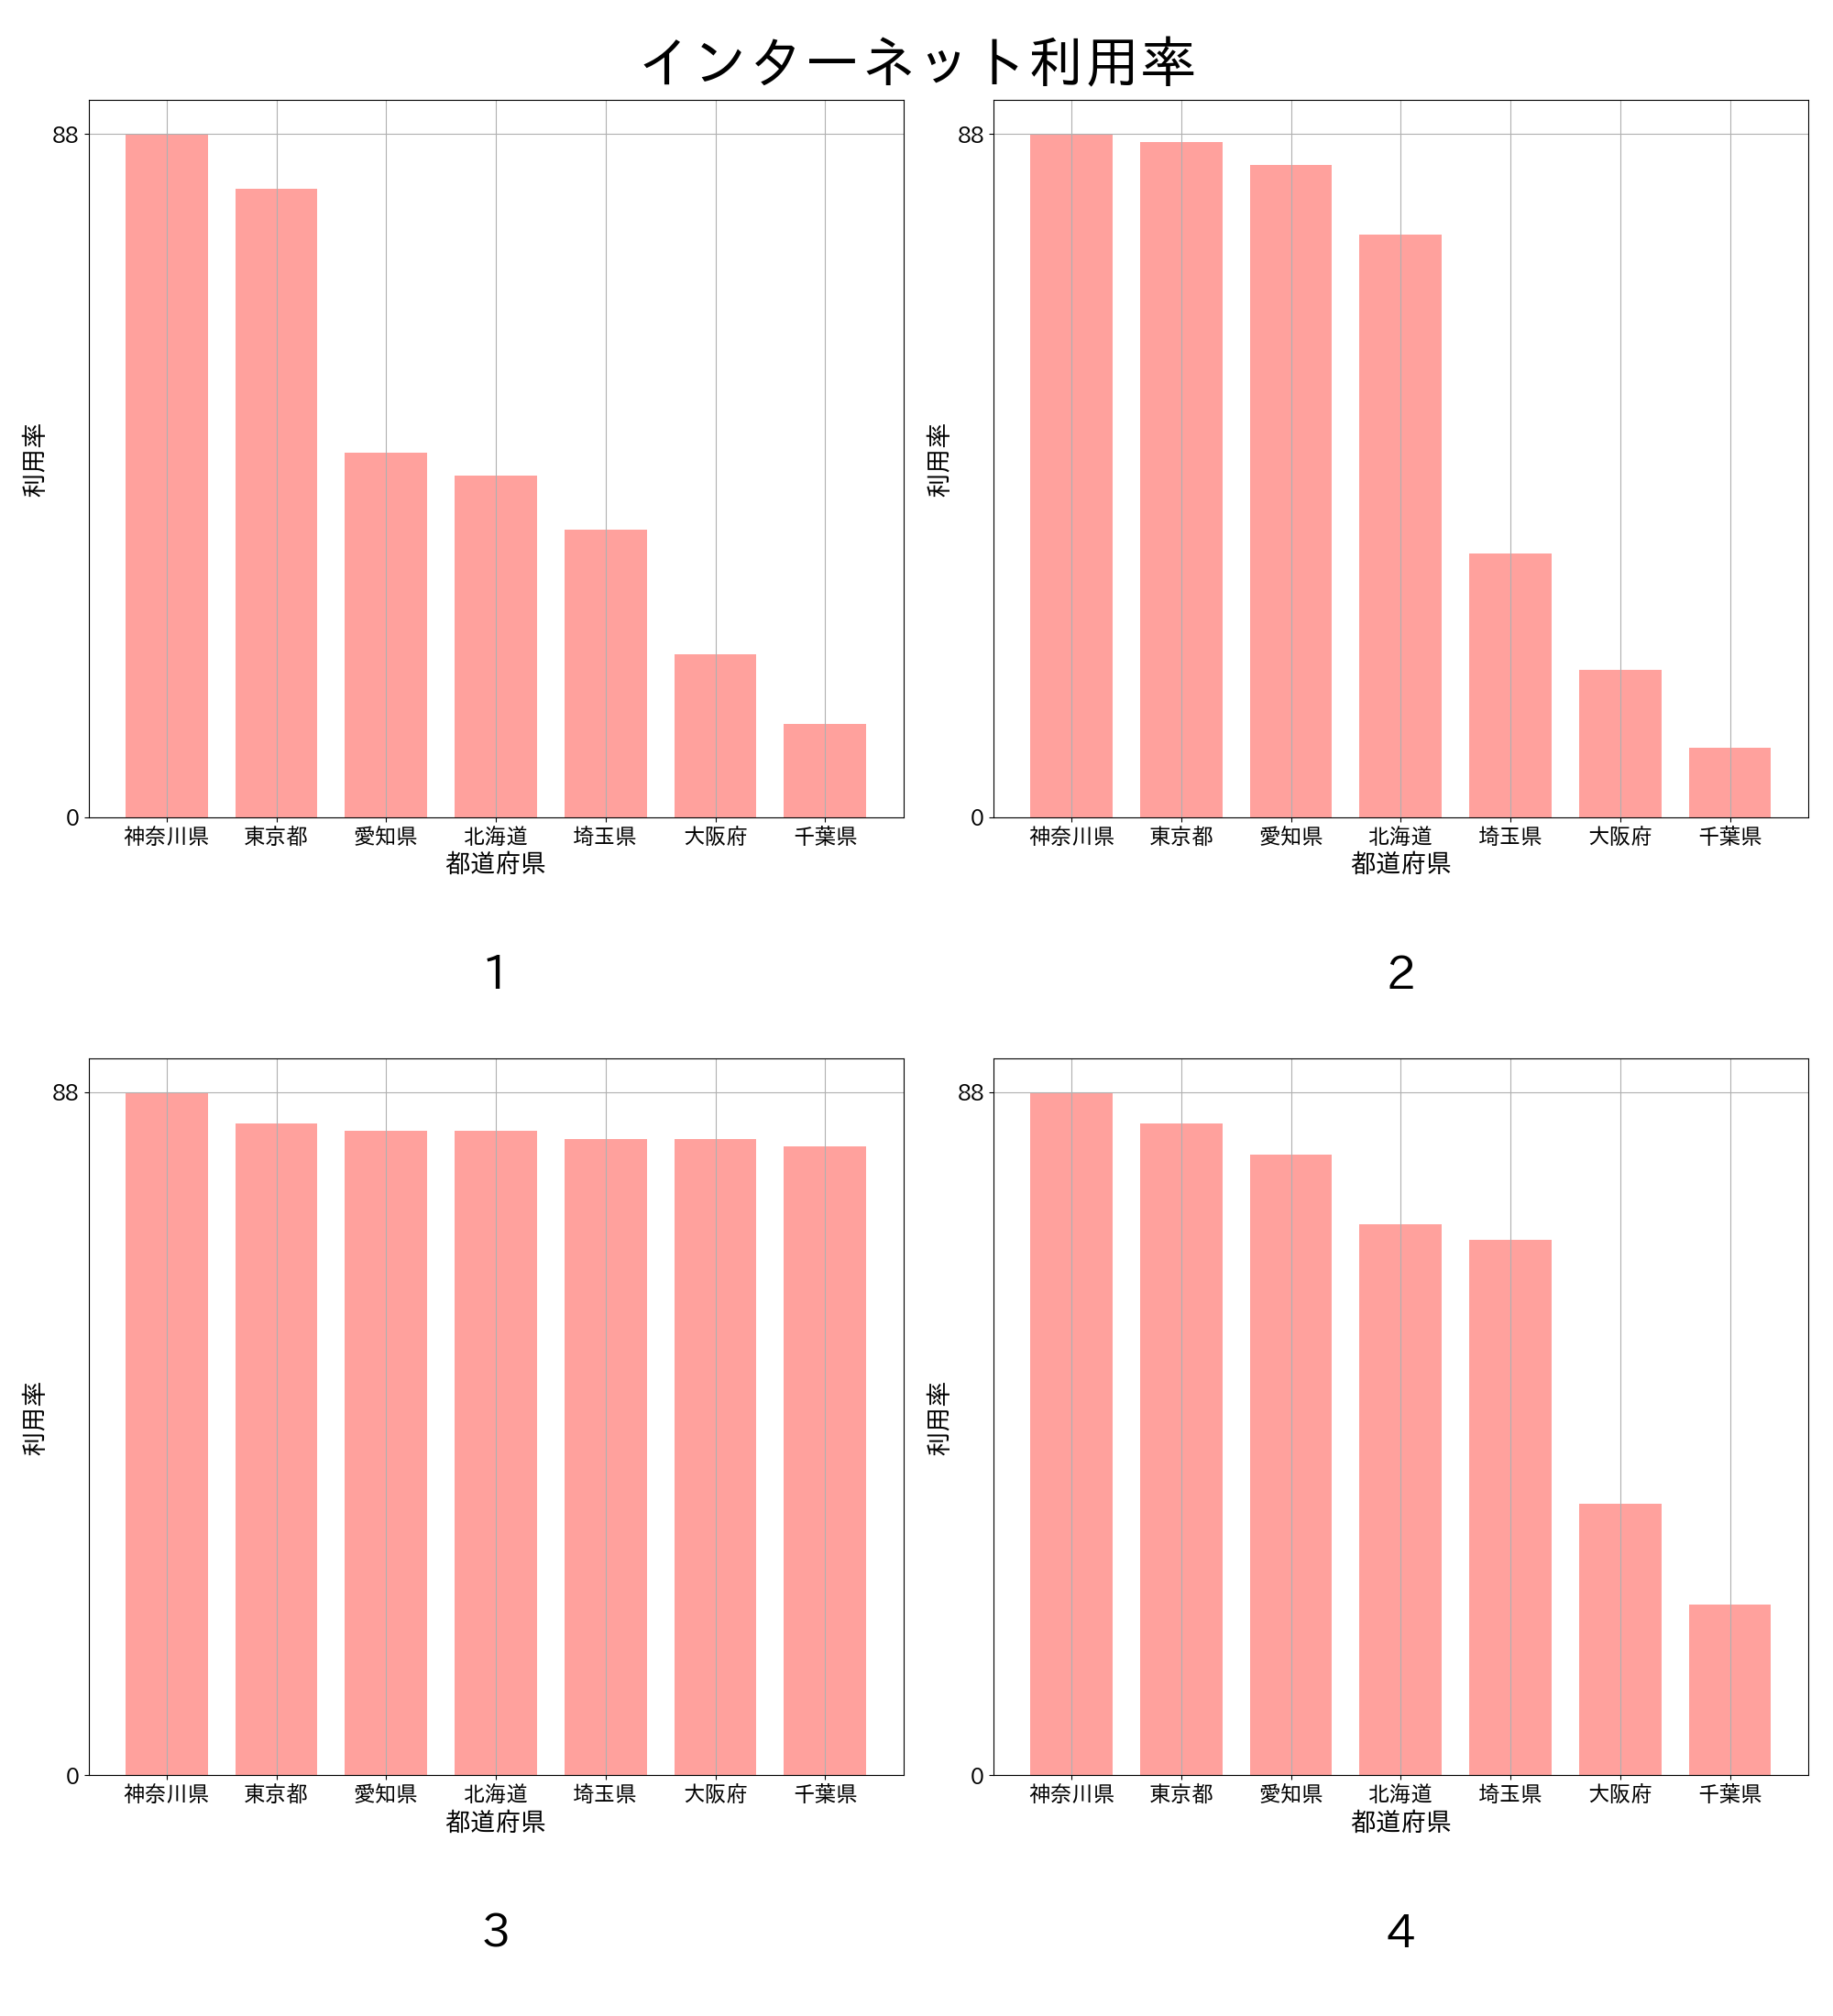 インターネット利用率
88
0
利用率
神奈川県 東京都 愛知県 北海道 埼玉県 大阪府 千葉県
都道府県
1
88
0
利用率
神奈川県 東京都 愛知県 北海道 埼玉県 大阪府 千葉県
都道府県
2
88
0
利用率
神奈川県 東京都 愛知県 北海道 埼玉県 大阪府 千葉県
都道府県
3
88
0
利用率
神奈川県 東京都 愛知県 北海道 埼玉県 大阪府 千葉県
都道府県
4